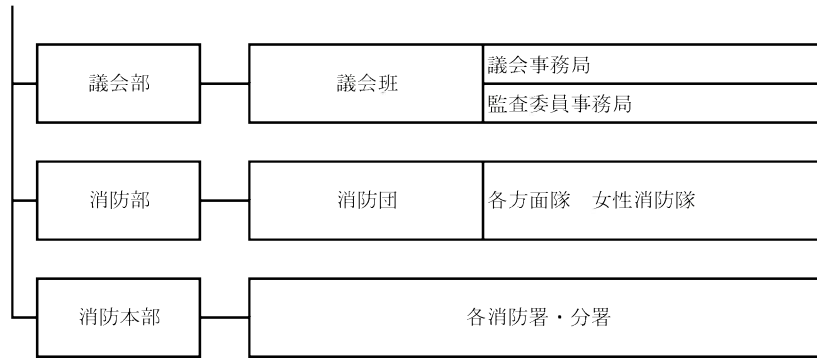 議会部
議会班
議会事務局
監査委員事務局
消防部
消防団
各方面隊　女性消防隊
消防本部
各消防署・分署